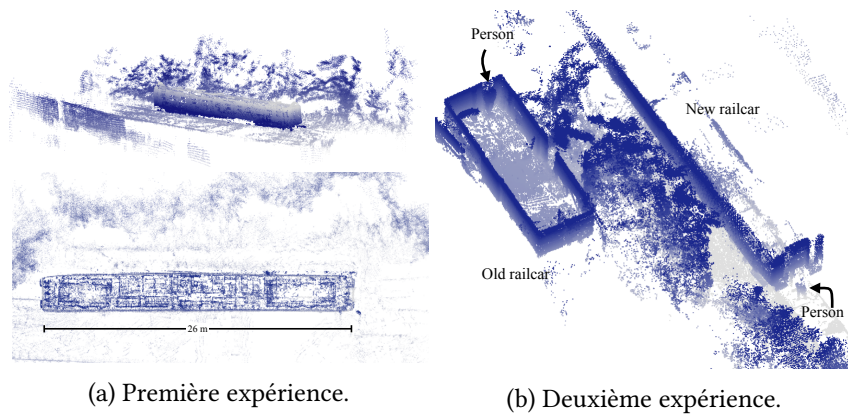 Person
New railcar
Old railcar
Person
26 m
(a) Première expérience.
(b) Deuxième expérience.